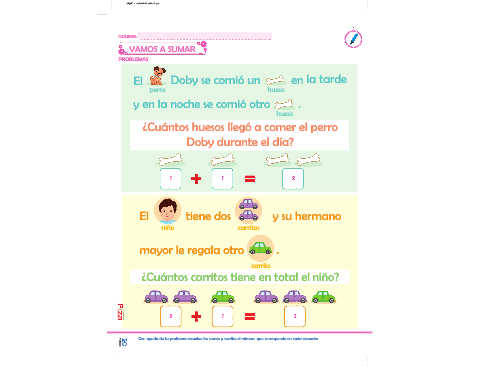 NOMBRE:
VAMOS A SUMAR
PROBLEMAS
El perro Doby se comió un hueso en la tarde
y en la noche se comió otro hueso .
¿Cuántos huesos llegó a comer el perro
Doby durante el día?
1 + 1 = 2
El niño tiene dos carritos y su hermano
mayor le regala otro carrito .
¿Cuántos carritos tiene en total el niño?
2 + 1 = 3
P-221